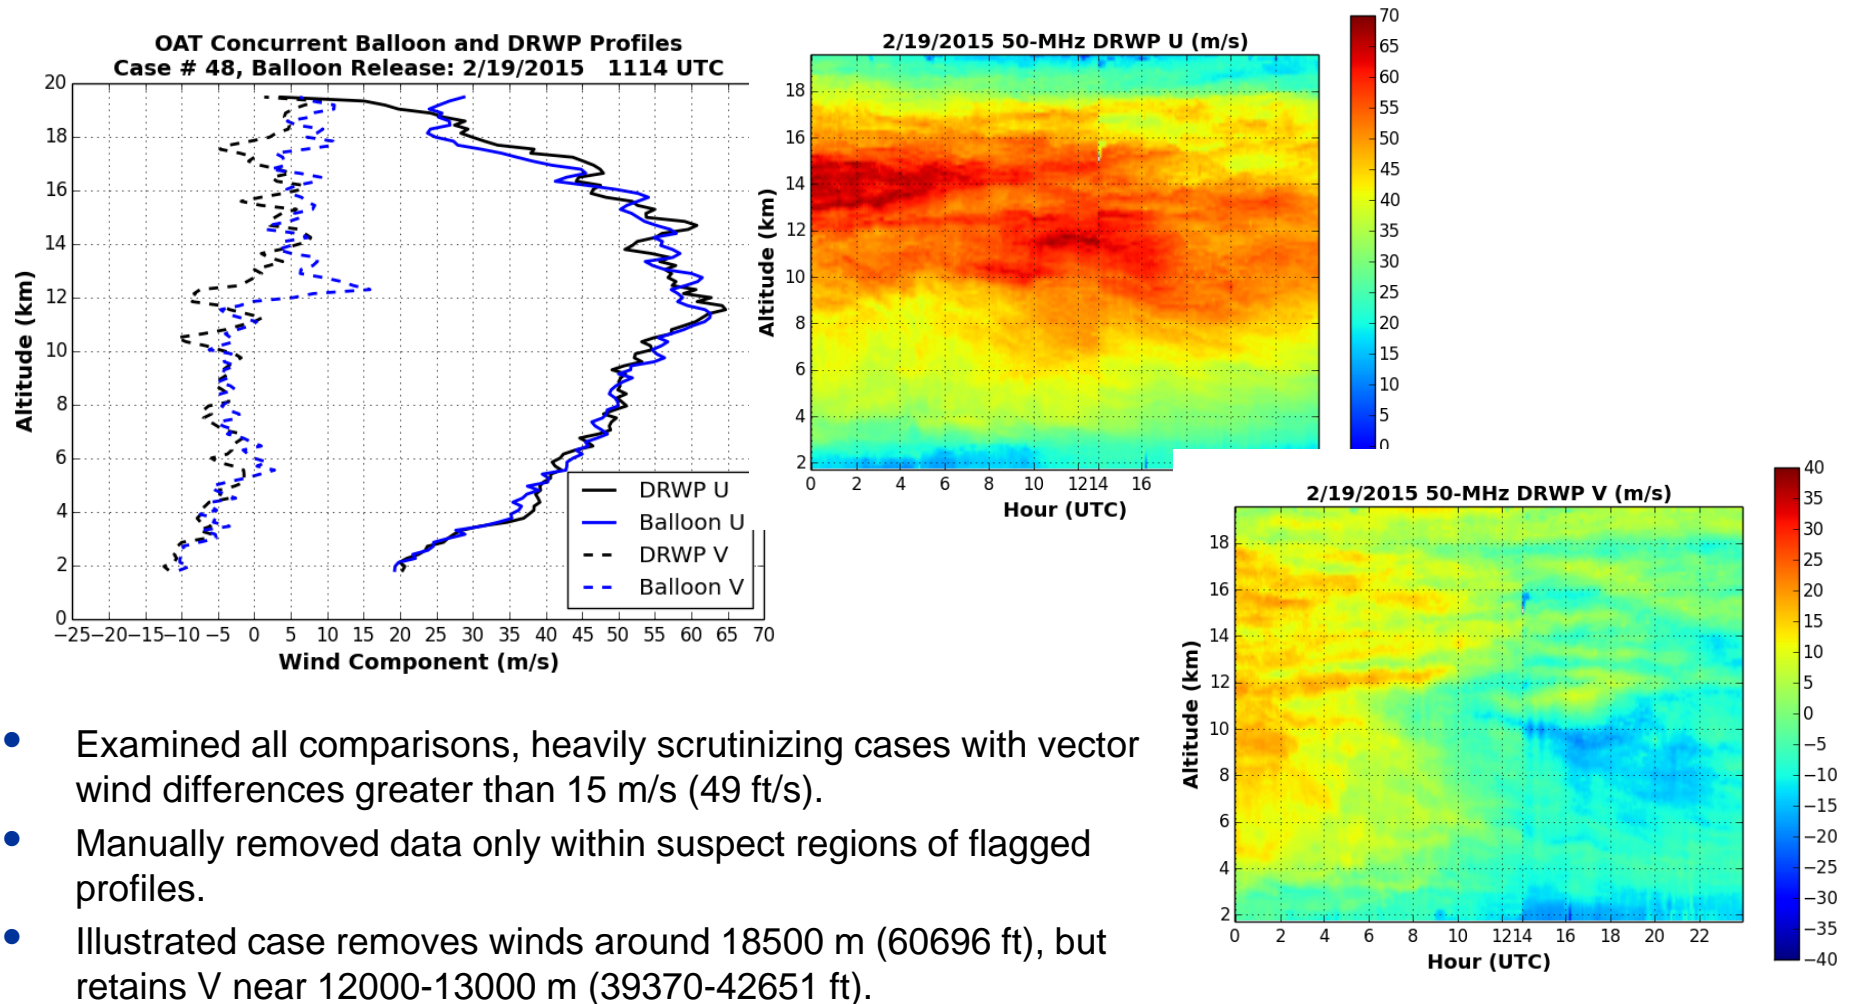 OAT Concurrent Balloon and DRWP Profiles
Case # 48, Balloon Release: 2/19/2015 1114 UTC
20
18
16
14
12
10
8
6
4
2
0
Altitude (km)
−25−20−15−10 −5 0 5 10 15 20 25 30 35 40 45 50 55 60 65 70
Wind Component (m/s)
DRWP U
Balloon U
DRWP V
Balloon V
2/19/2015 50-MHz DRWP U (m/s)
18
16
14
12
10
8
6
4
2
Altitude (km)
0 2 4 6 8 10 1214 16
Hour (UTC)
70
65
60
55
50
45
40
35
30
25
20
15
10
5
0
2/19/2015 50-MHz DRWP V (m/s)
18
16
14
12
10
8
6
4
2
Altitude (km)
0 2 4 6 8 10 1214 16 18 20 22
Hour (UTC)
40
35
30
25
20
15
10
5
0
−5
−10
−15
−20
−25
−30
−35
−40
• Examined all comparisons, heavily scrutinizing cases with vector
wind differences greater than 15 m/s (49 ft/s).
• Manually removed data only within suspect regions of flagged
profiles.
• Illustrated case removes winds around 18500 m (60696 ft), but
retains V near 12000-13000 m (39370-42651 ft).